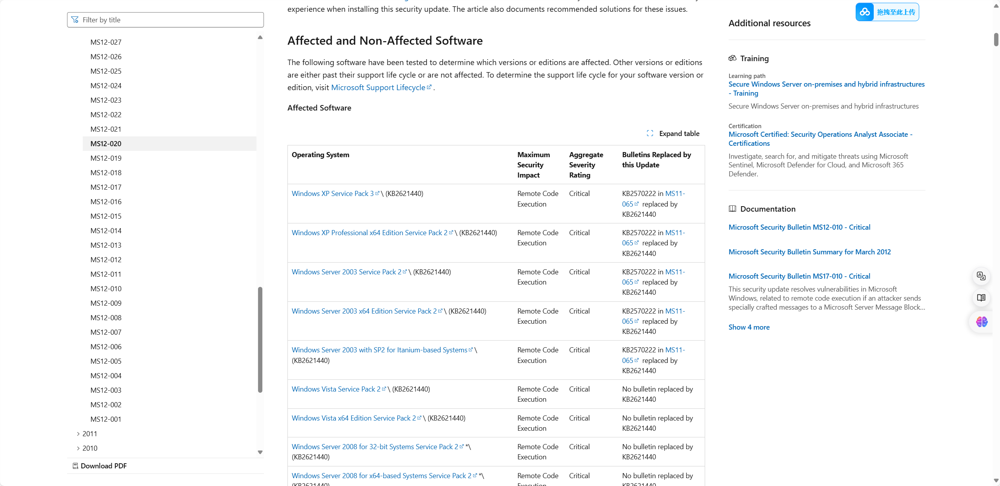 Filter by title
MS12-027
MS12-026
MS12-025
MS12-024
MS12-023
MS12-022
MS12-021
MS12-020
MS12-019
MS12-018
MS12-017
MS12-016
MS12-015
MS12-014
MS12-013
MS12-012
MS12-011
MS12-010
MS12-009
MS12-008
MS12-007
MS12-006
MS12-005
MS12-004
MS12-003
MS12-002
MS12-001
2011
2010
Download PDF
experience when installing this security update. The article also documents recommended solutions for these issues.
Affected and Non-Affected Software
The following software have been tested to determine which versions or editions are affected. Other versions or editions
are either past their support life cycle or are not affected. To determine the support life cycle for your software version or
edition, visit Microsoft Support Lifecycle.
Affected Software
Expand table
Operating System
Maximum
Security
Impact
Aggregate
Severity
Rating
Bulletins Replaced by
this Update
Windows XP Service Pack 3 \ (KB2621440)
Remote Code
Execution
Critical
KB2570222 in MS11-
065 replaced by
KB2621440
Windows XP Professional x64 Edition Service Pack 2 \ (KB2621440)
Remote Code
Execution
Critical
KB2570222 in MS11-
065 replaced by
KB2621440
Windows Server 2003 Service Pack 2 \ (KB2621440)
Remote Code
Execution
Critical
KB2570222 in MS11-
065 replaced by
KB2621440
Windows Server 2003 x64 Edition Service Pack 2 \ (KB2621440)
Remote Code
Execution
Critical
KB2570222 in MS11-
065 replaced by
KB2621440
Windows Server 2003 with SP2 for Itanium-based Systems \
(KB2621440)
Remote Code
Execution
Critical
KB2570222 in MS11-
065 replaced by
KB2621440
Windows Vista Service Pack 2 \ (KB2621440)
Remote Code
Execution
Critical
No bulletin replaced by
KB2621440
Windows Vista x64 Edition Service Pack 2 \ (KB2621440)
Remote Code
Execution
Critical
No bulletin replaced by
KB2621440
Windows Server 2008 for 32-bit Systems Service Pack 2 *\
(KB2621440)
Remote Code
Execution
Critical
No bulletin replaced by
KB2621440
Windows Server 2008 for x64-based Systems Service Pack 2 *\
(KB2621440)
Remote Code
Execution
Critical
No bulletin replaced by
KB2621440
拖拽至此上传
Additional resources
Training
Learning path
Secure Windows Server on-premises and hybrid infrastructures
- Training
Secure Windows Server on-premises and hybrid infrastructures
Certification
Microsoft Certified: Security Operations Analyst Associate -
Certifications
Investigate, search for, and mitigate threats using Microsoft
Sentinel, Microsoft Defender for Cloud, and Microsoft 365
Defender.
Documentation
Microsoft Security Bulletin MS12-010 - Critical
Microsoft Security Bulletin Summary for March 2012
Microsoft Security Bulletin MS17-010 - Critical
This security update resolves vulnerabilities in Microsoft
Windows, related to remote code execution if an attacker sends
specially crafted messages to a Microsoft Server Message Block...
Show 4 more